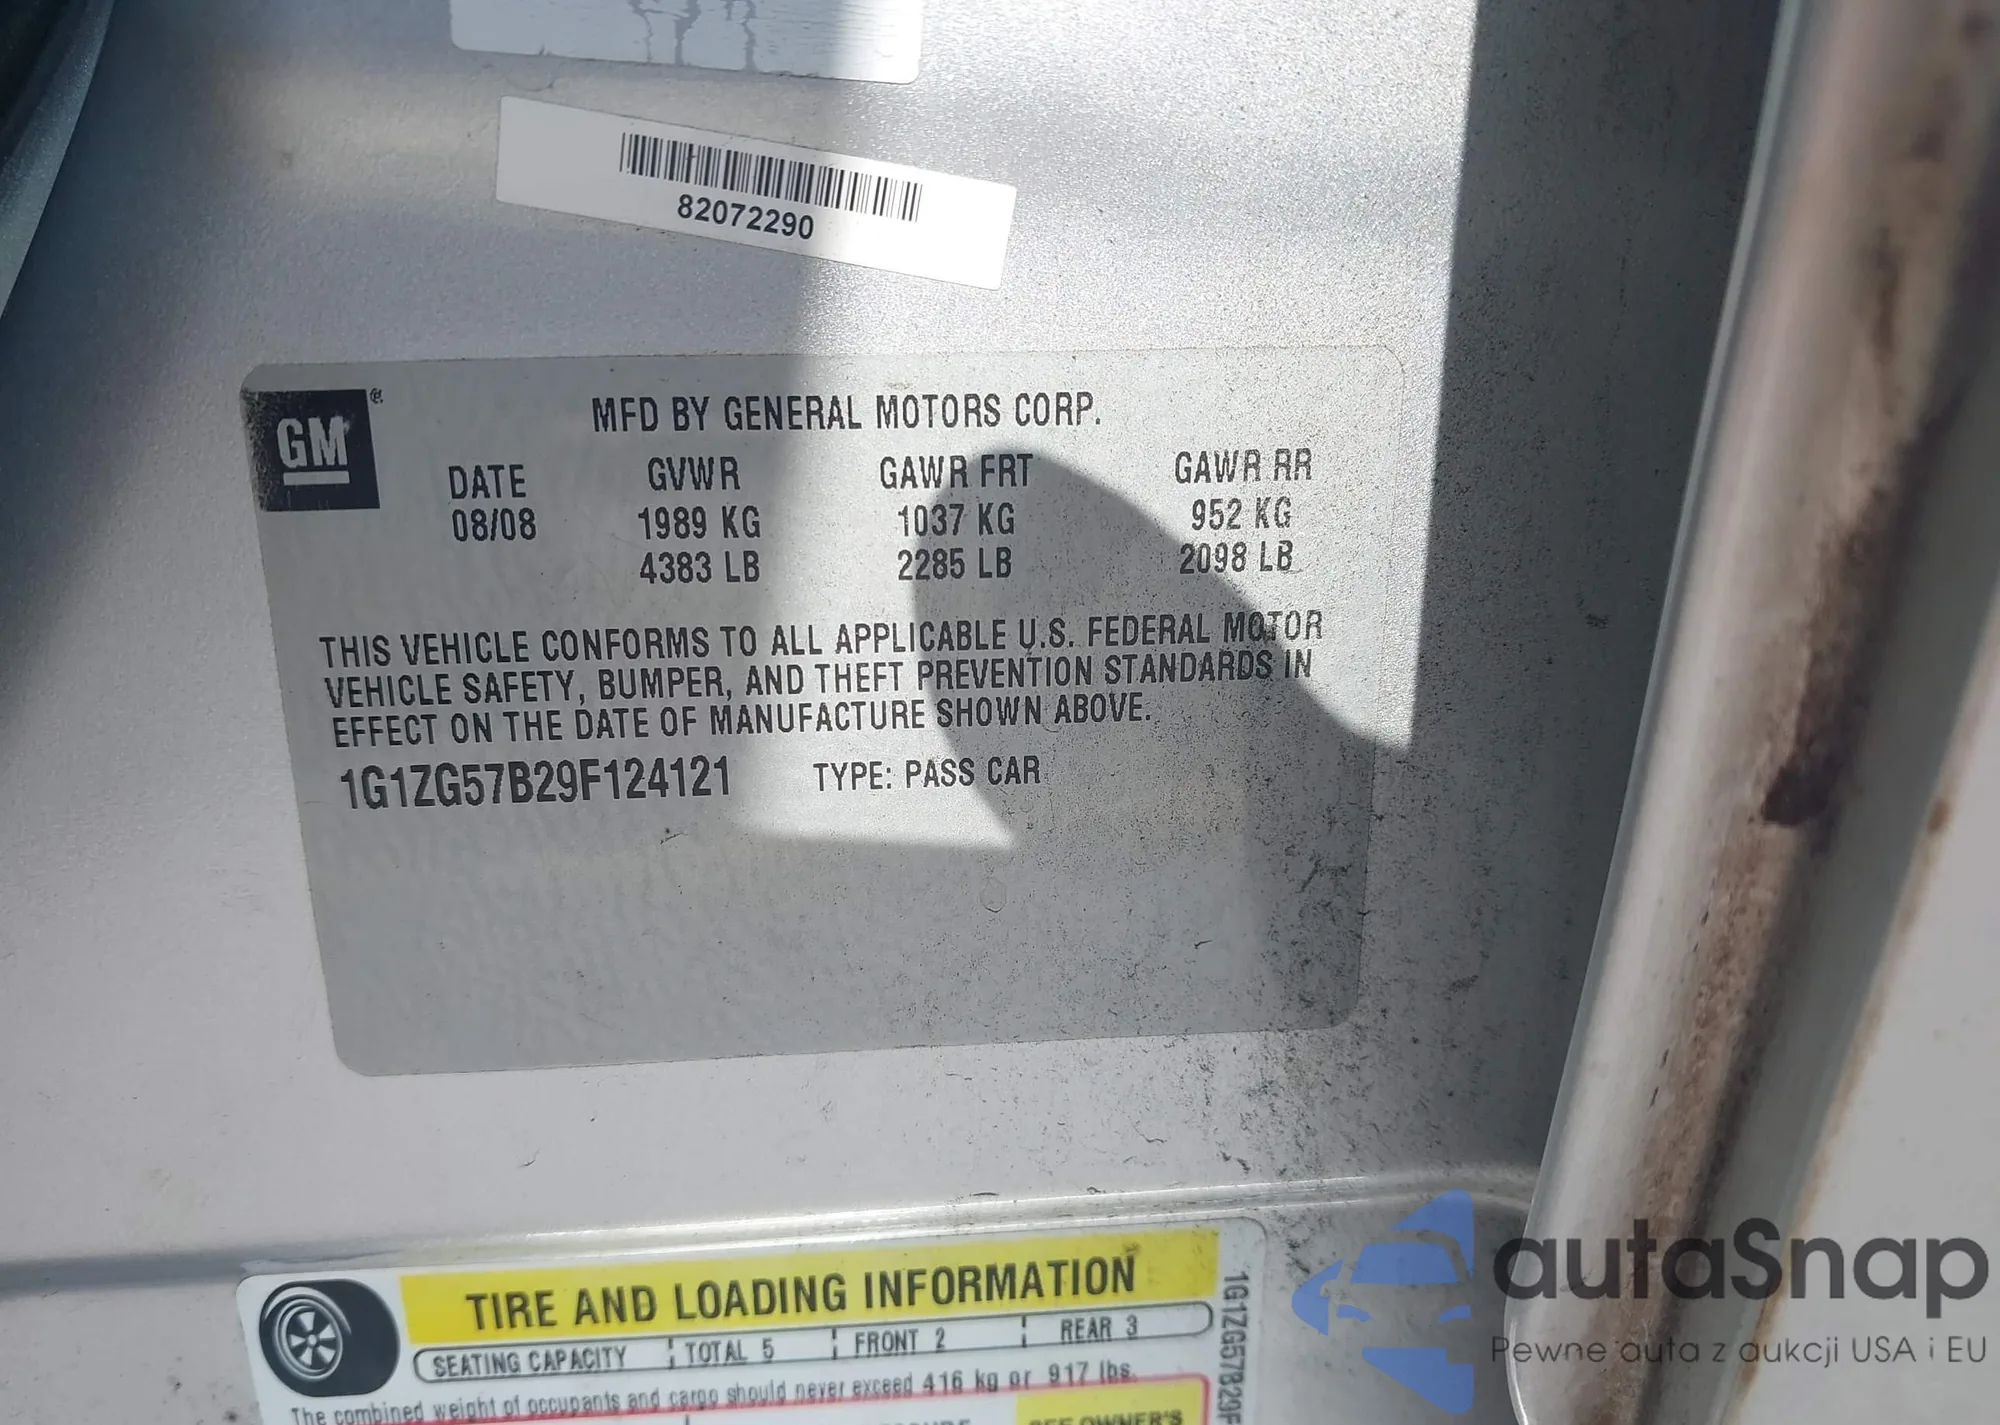 82072290
GM
MFD BY GENERAL MOTORS CORP.
DATE GVWR GAWR FRT GAWR RR
08/08 1989 KG 1037 KG 952 KG
4383 LB 2285 LB 2098 LB
THIS VEHICLE CONFORMS TO ALL APPLICABLE U.S. FEDERAL MOTOR
VEHICLE SAFETY, BUMPER, AND THEFT PREVENTION STANDARDS IN
EFFECT ON THE DATE OF MANUFACTURE SHOWN ABOVE.
1G1ZG57B29F124121 TYPE: PASS CAR
TIRE AND LOADING INFORMATION
SEATING CAPACITY TOTAL 5 FRONT 2 REAR 3
The combined weight of occupants and cargo should never exceed 416 kg or 917 lbs.
SEE OWNER'S
1G1ZG57B29F
autaSnap
Pewne auta z aukcji USA i EU